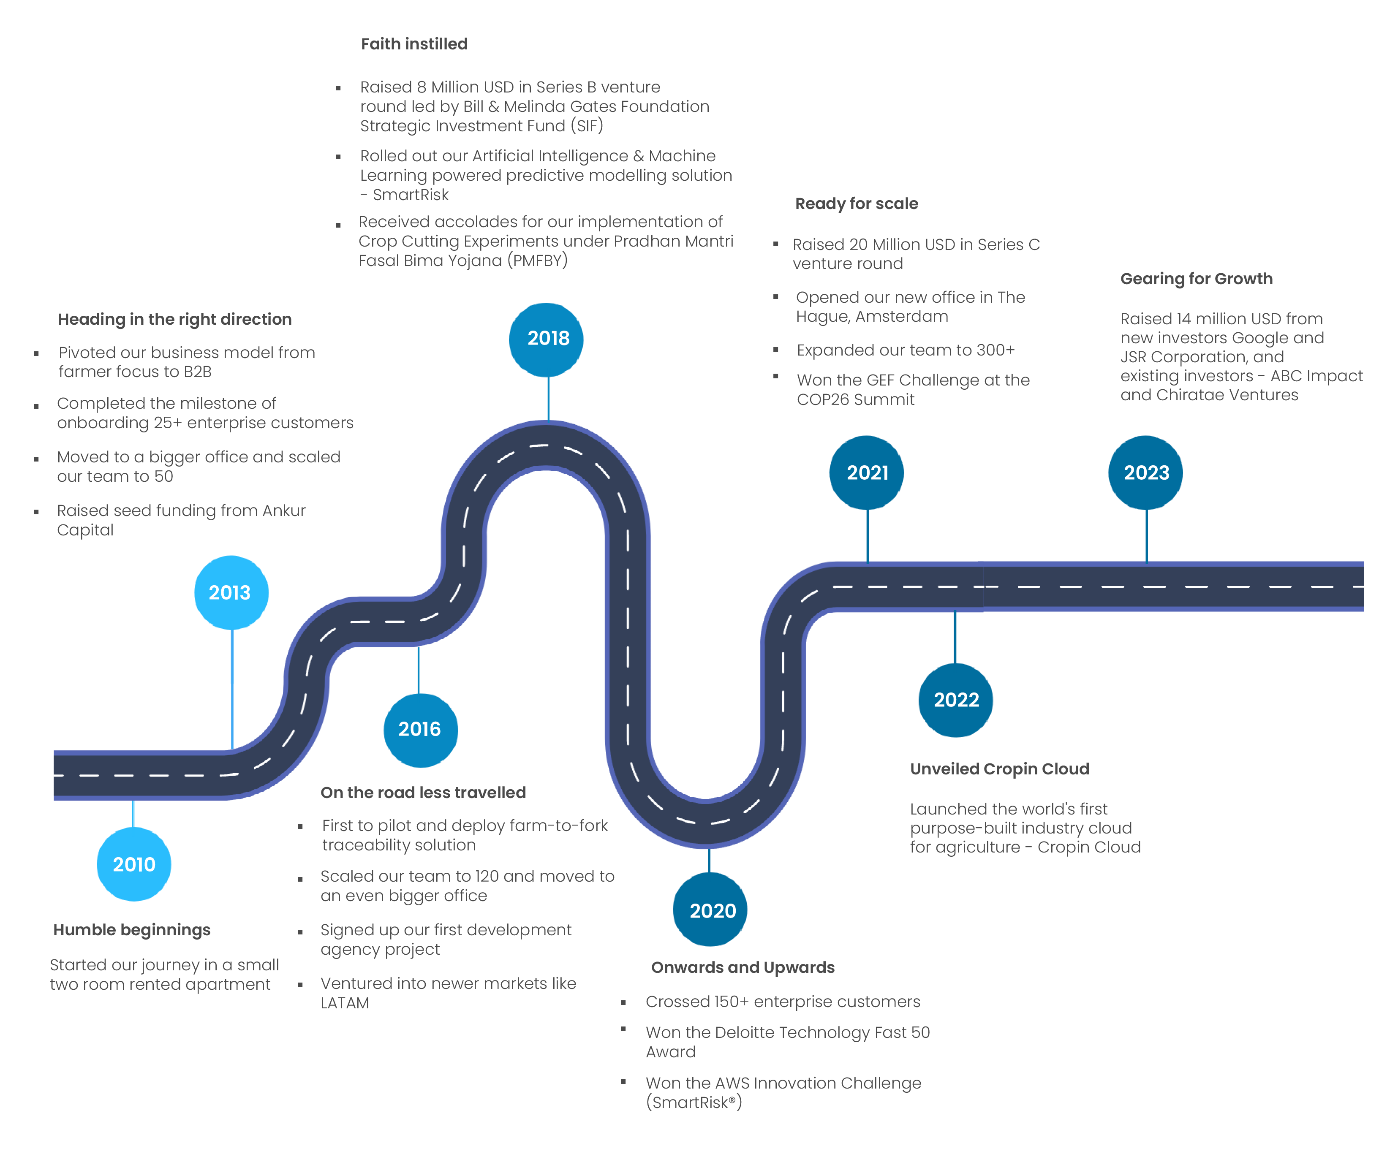 Faith instilled
▪ Raised 8 Million USD in Series B venture
round led by Bill & Melinda Gates Foundation
Strategic Investment Fund (SIF)
▪ Rolled out our Artificial Intelligence & Machine
Learning powered predictive modelling solution
- SmartRisk
▪ Received accolades for our implementation of
Crop Cutting Experiments under Pradhan Mantri
Fasal Bima Yojana (PMFBY)
2018
Heading in the right direction
▪ Pivoted our business model from
farmer focus to B2B
▪ Completed the milestone of
onboarding 25+ enterprise customers
▪ Moved to a bigger office and scaled
our team to 50
▪ Raised seed funding from Ankur
Capital
2013
Ready for scale
▪ Raised 20 Million USD in Series C
venture round
▪ Opened our new office in The
Hague, Amsterdam
▪ Expanded our team to 300+
▪ Won the GEF Challenge at the
COP26 Summit
2021
Gearing for Growth
Raised 14 million USD from
new investors Google and
JSR Corporation, and
existing investors - ABC Impact
and Chiratae Ventures
2023
2010
Humble beginnings
Started our journey in a small
two room rented apartment
2016
On the road less travelled
▪ First to pilot and deploy farm-to-fork
traceability solution
▪ Scaled our team to 120 and moved to
an even bigger office
▪ Signed up our first development
agency project
▪ Ventured into newer markets like
LATAM
2020
Onwards and Upwards
▪ Crossed 150+ enterprise customers
▪ Won the Deloitte Technology Fast 50
Award
▪ Won the AWS Innovation Challenge
(SmartRisk®)
2022
Unveiled Cropin Cloud
Launched the world's first
purpose-built industry cloud
for agriculture - Cropin Cloud